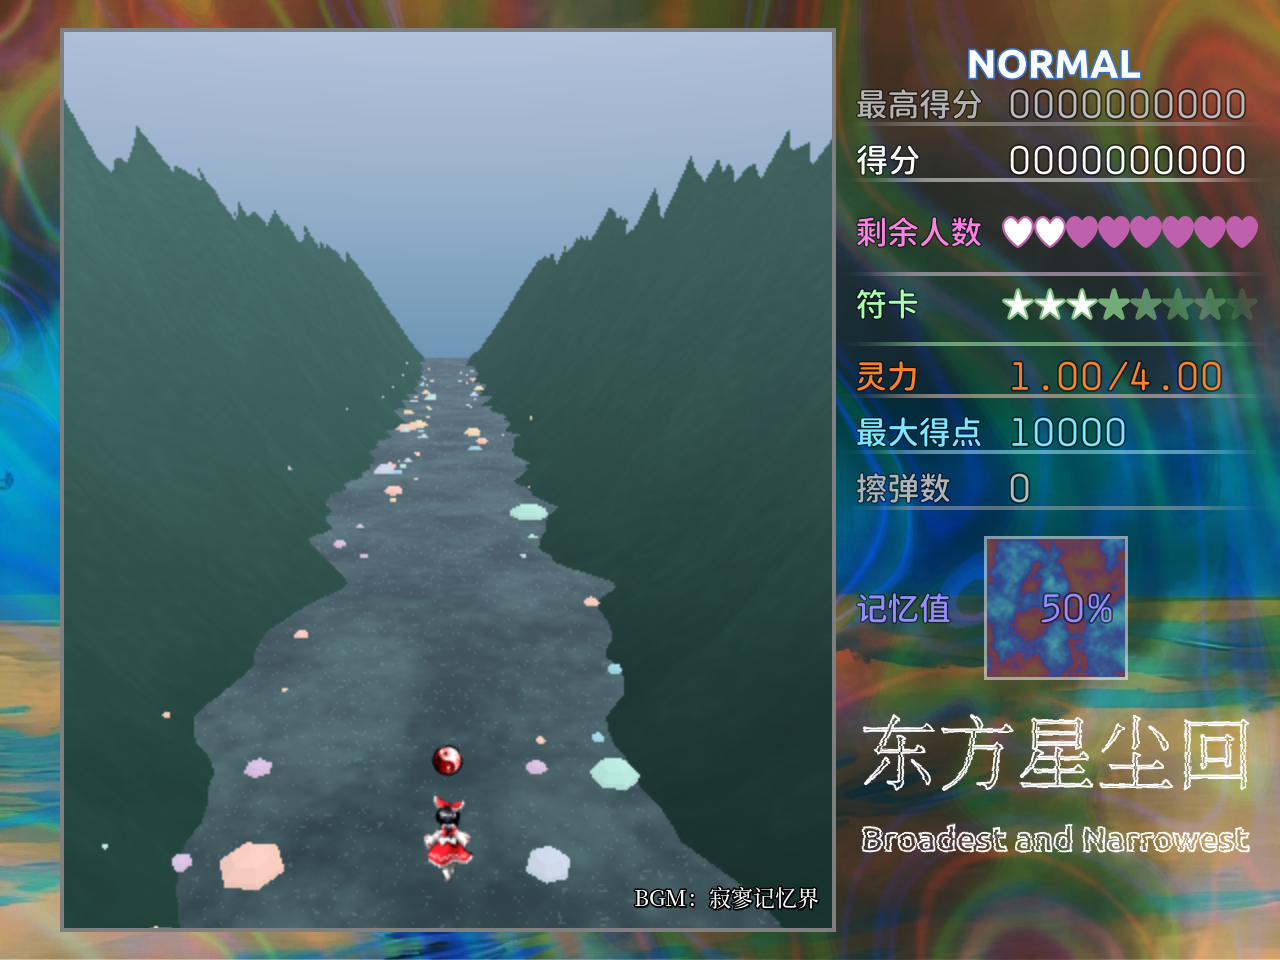 NORMAL
最高得分 0000000000
得分 0000000000
剩余人数
符卡
灵力 1.00/4.00
最大得点 10000
擦弹数 0
记忆值 50%
东方星尘回
Broadest and Narrowest
BGM：寂寥记忆界